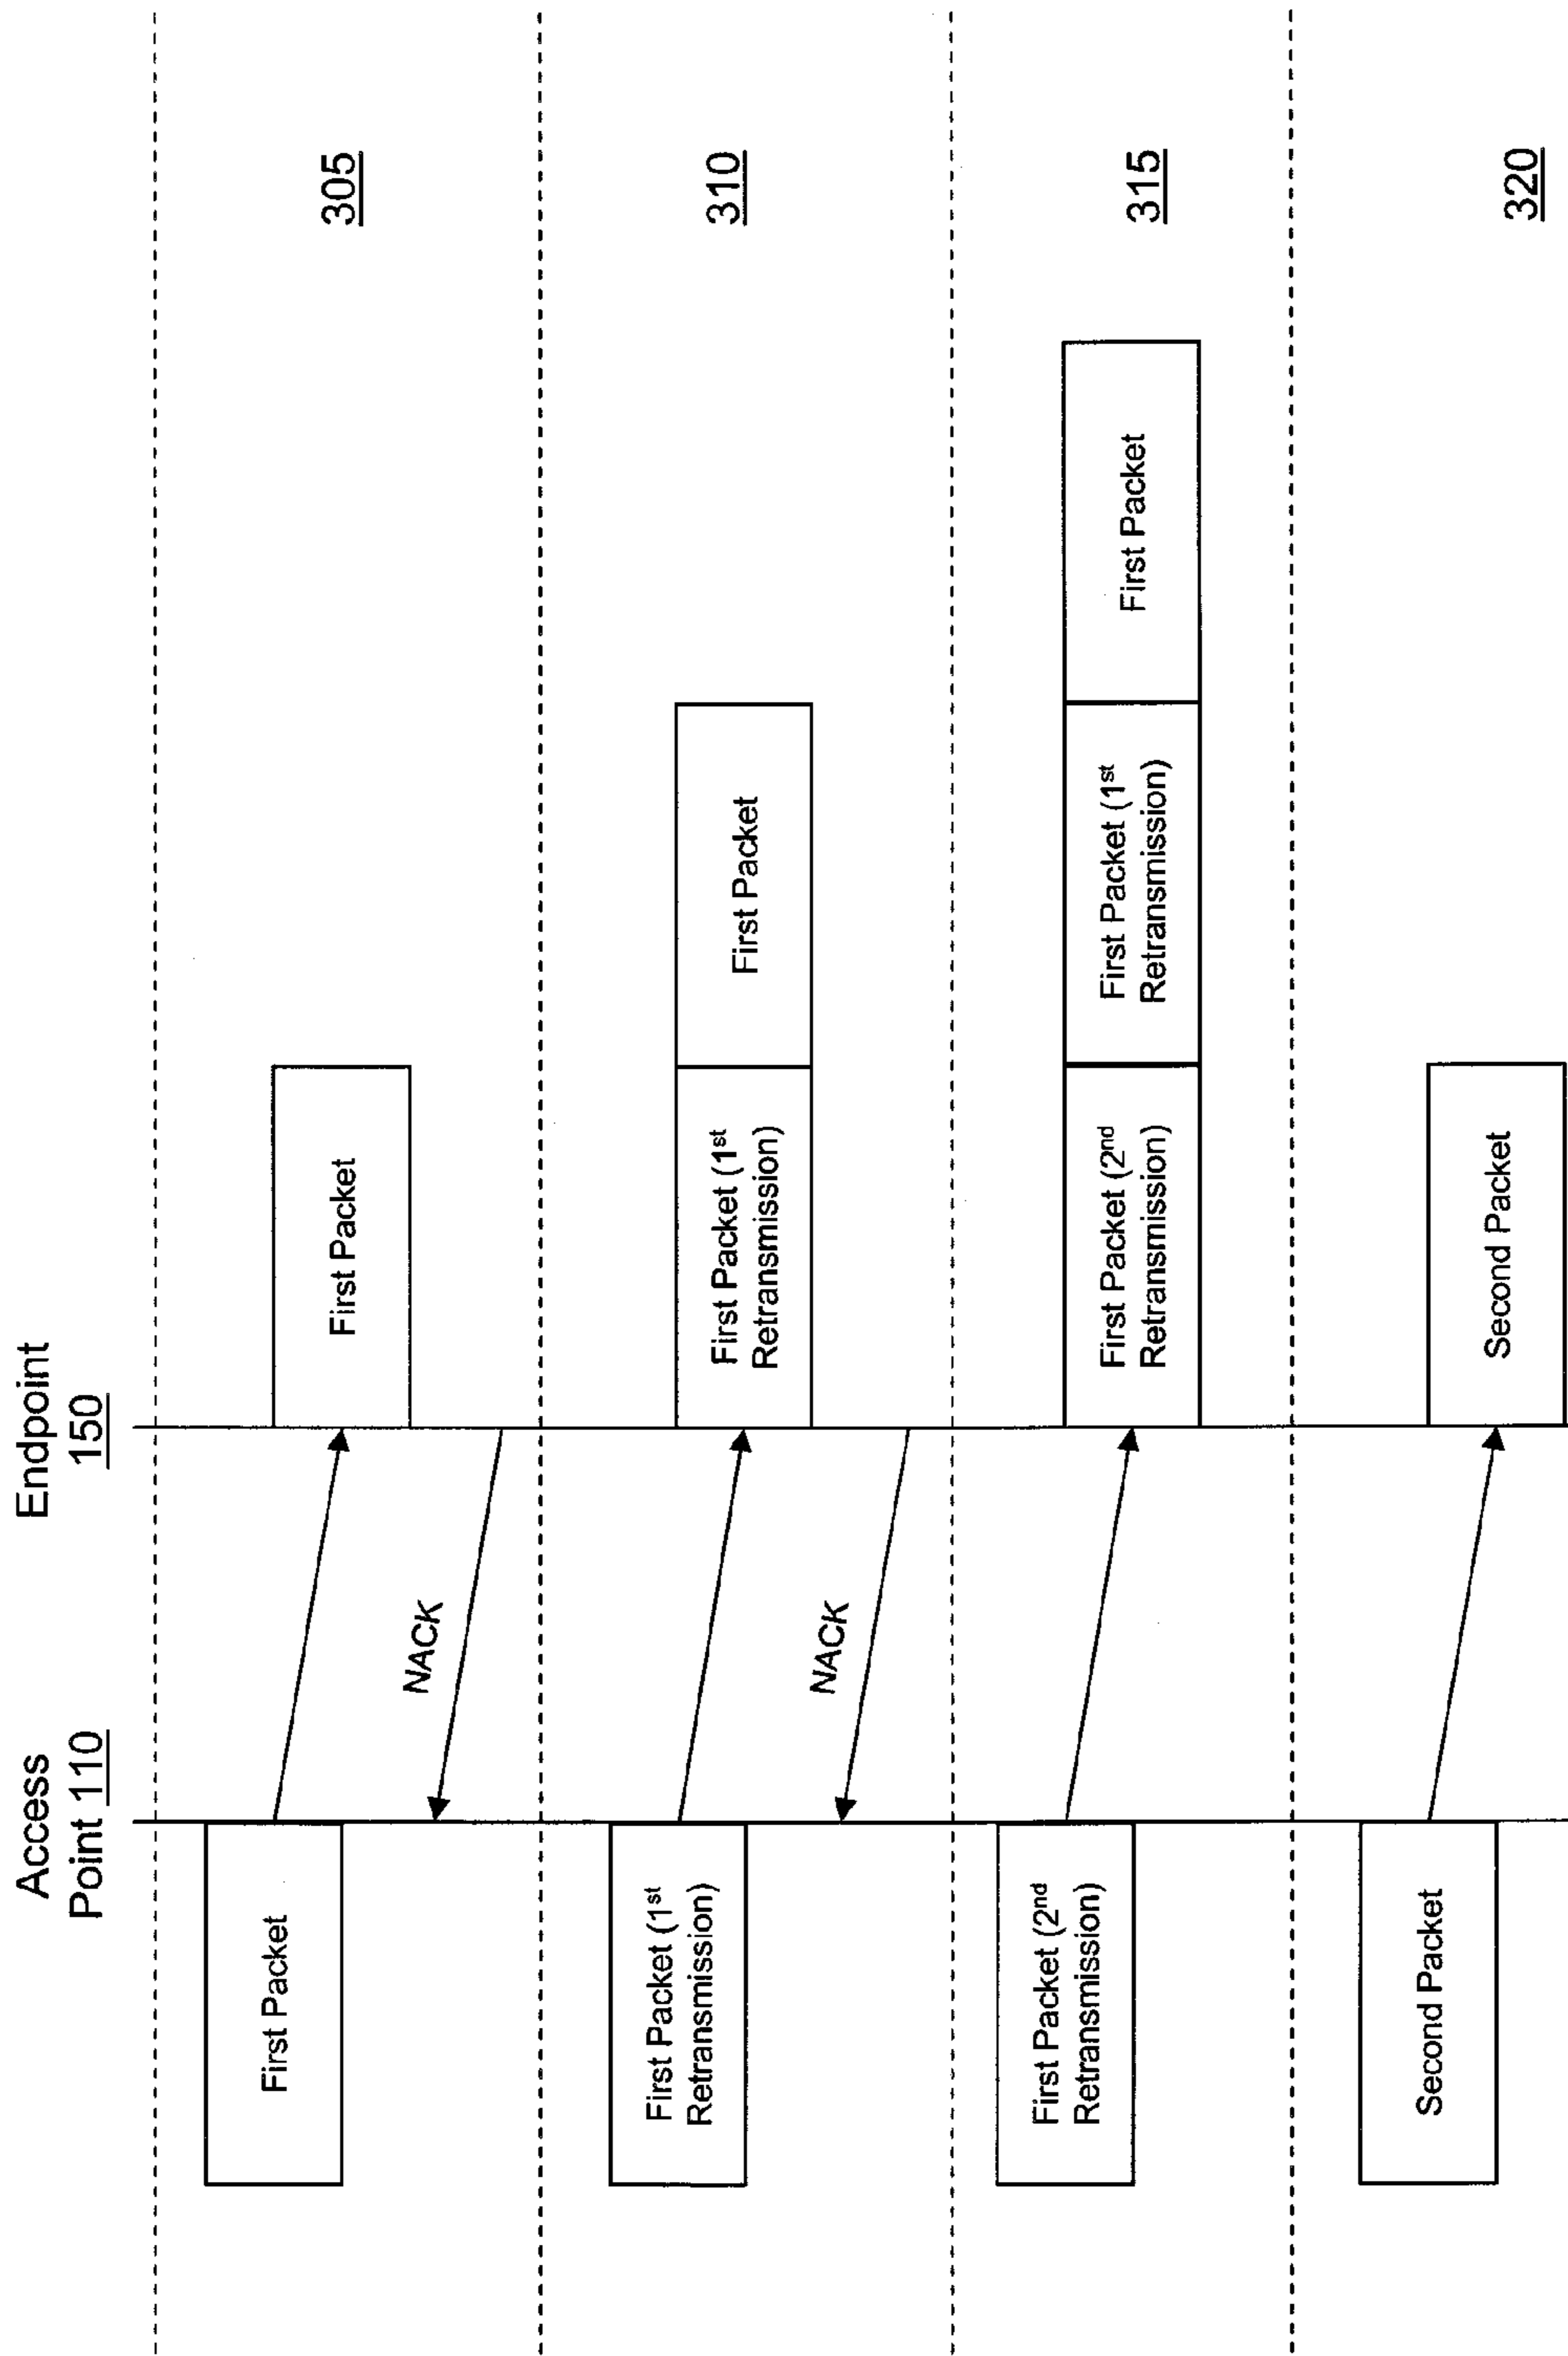 Access
Point 110
Endpoint
150
First Packet
First Packet
305
NACK
First Packet (1st
Retransmission)
First Packet (1st
Retransmission)
First Packet
310
NACK
First Packet (2nd
Retransmission)
First Packet (2nd
Retransmission)
First Packet (1st
Retransmission)
First Packet
315
Second Packet
Second Packet
320